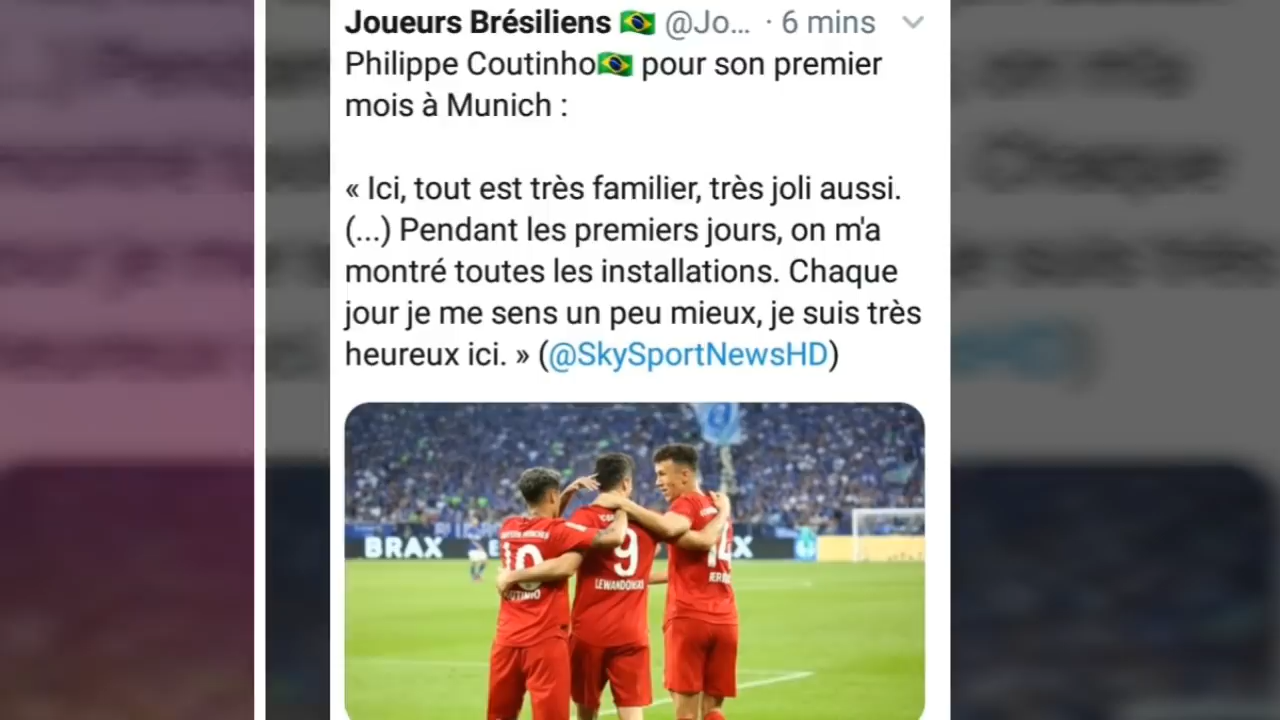 Joueurs Brésiliens 🇧🇷 @Jo... · 6 mins
Philippe Coutinho🇧🇷 pour son premier
mois à Munich :
« Ici, tout est très familier, très joli aussi.
(...) Pendant les premiers jours, on m'a
montré toutes les installations. Chaque
jour je me sens un peu mieux, je suis très
heureux ici. » (@SkySportNewsHD)
BRAX
10
9
LEWANDOWSKI
14